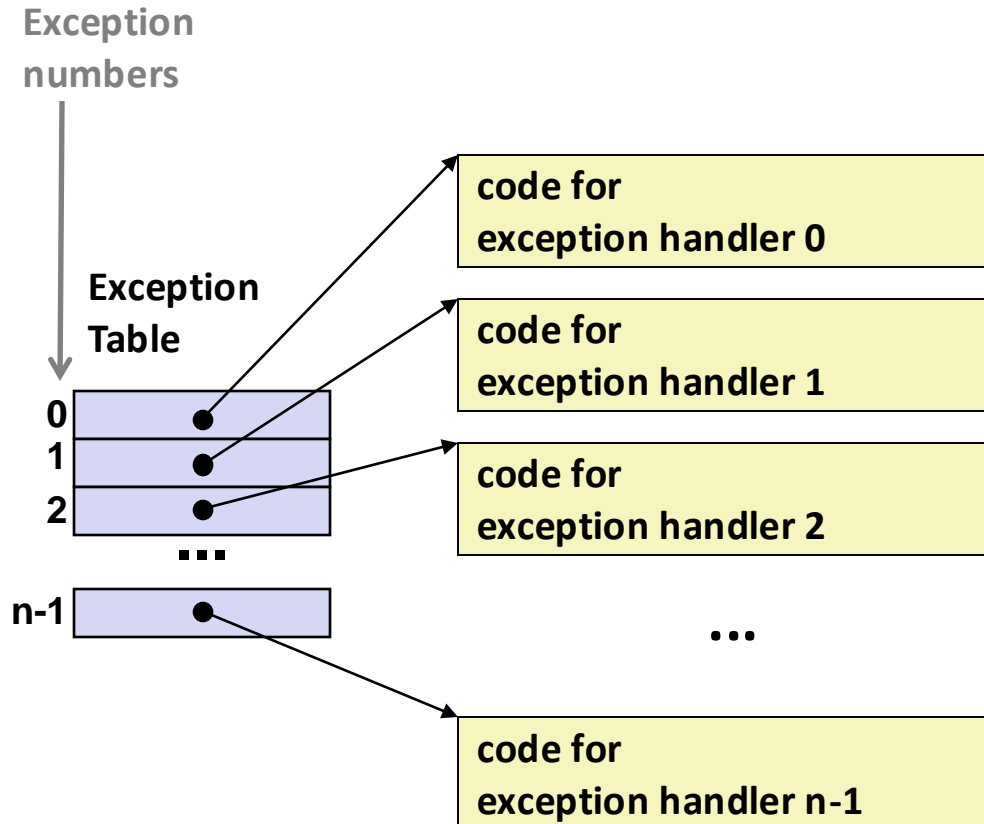 Exception
numbers
Exception
Table
0
1
2
...
n-1
code for
exception handler 0
code for
exception handler 1
code for
exception handler 2
...
code for
exception handler n-1